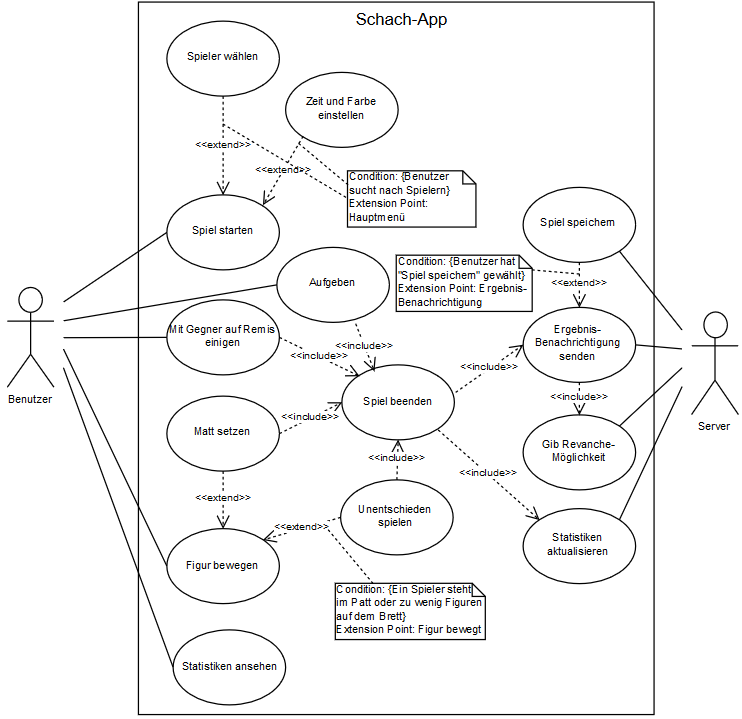 Schach-App
Spieler wählen
Zeit und Farbe
einstellen
<<extend>>
<<extend>>
Condition: {Benutzer
sucht nach Spielern}
Extension Point:
Hauptmenü
Spiel starten
Spiel speichern
Condition: {Benutzer hat
"Spiel speichern" gewählt}
Extension Point: Ergebnis-
Benachrichtigung
<<extend>>
Aufgeben
Mit Gegner auf Remis
einigen
<<include>>
<<include>>
Ergebnis-
Benachrichtigung
senden
<<include>>
Benutzer
Server
Spiel beenden
<<include>>
<<include>>
Matt setzen
Gib Revanche-
Möglichkeit
<<include>>
<<include>>
<<extend>>
Unentschieden
spielen
<<extend>>
Statistiken
aktualisieren
Figur bewegen
Condition: {Ein Spieler steht
im Patt oder zu wenig Figuren
auf dem Brett}
Extension Point: Figur bewegt
Statistiken ansehen